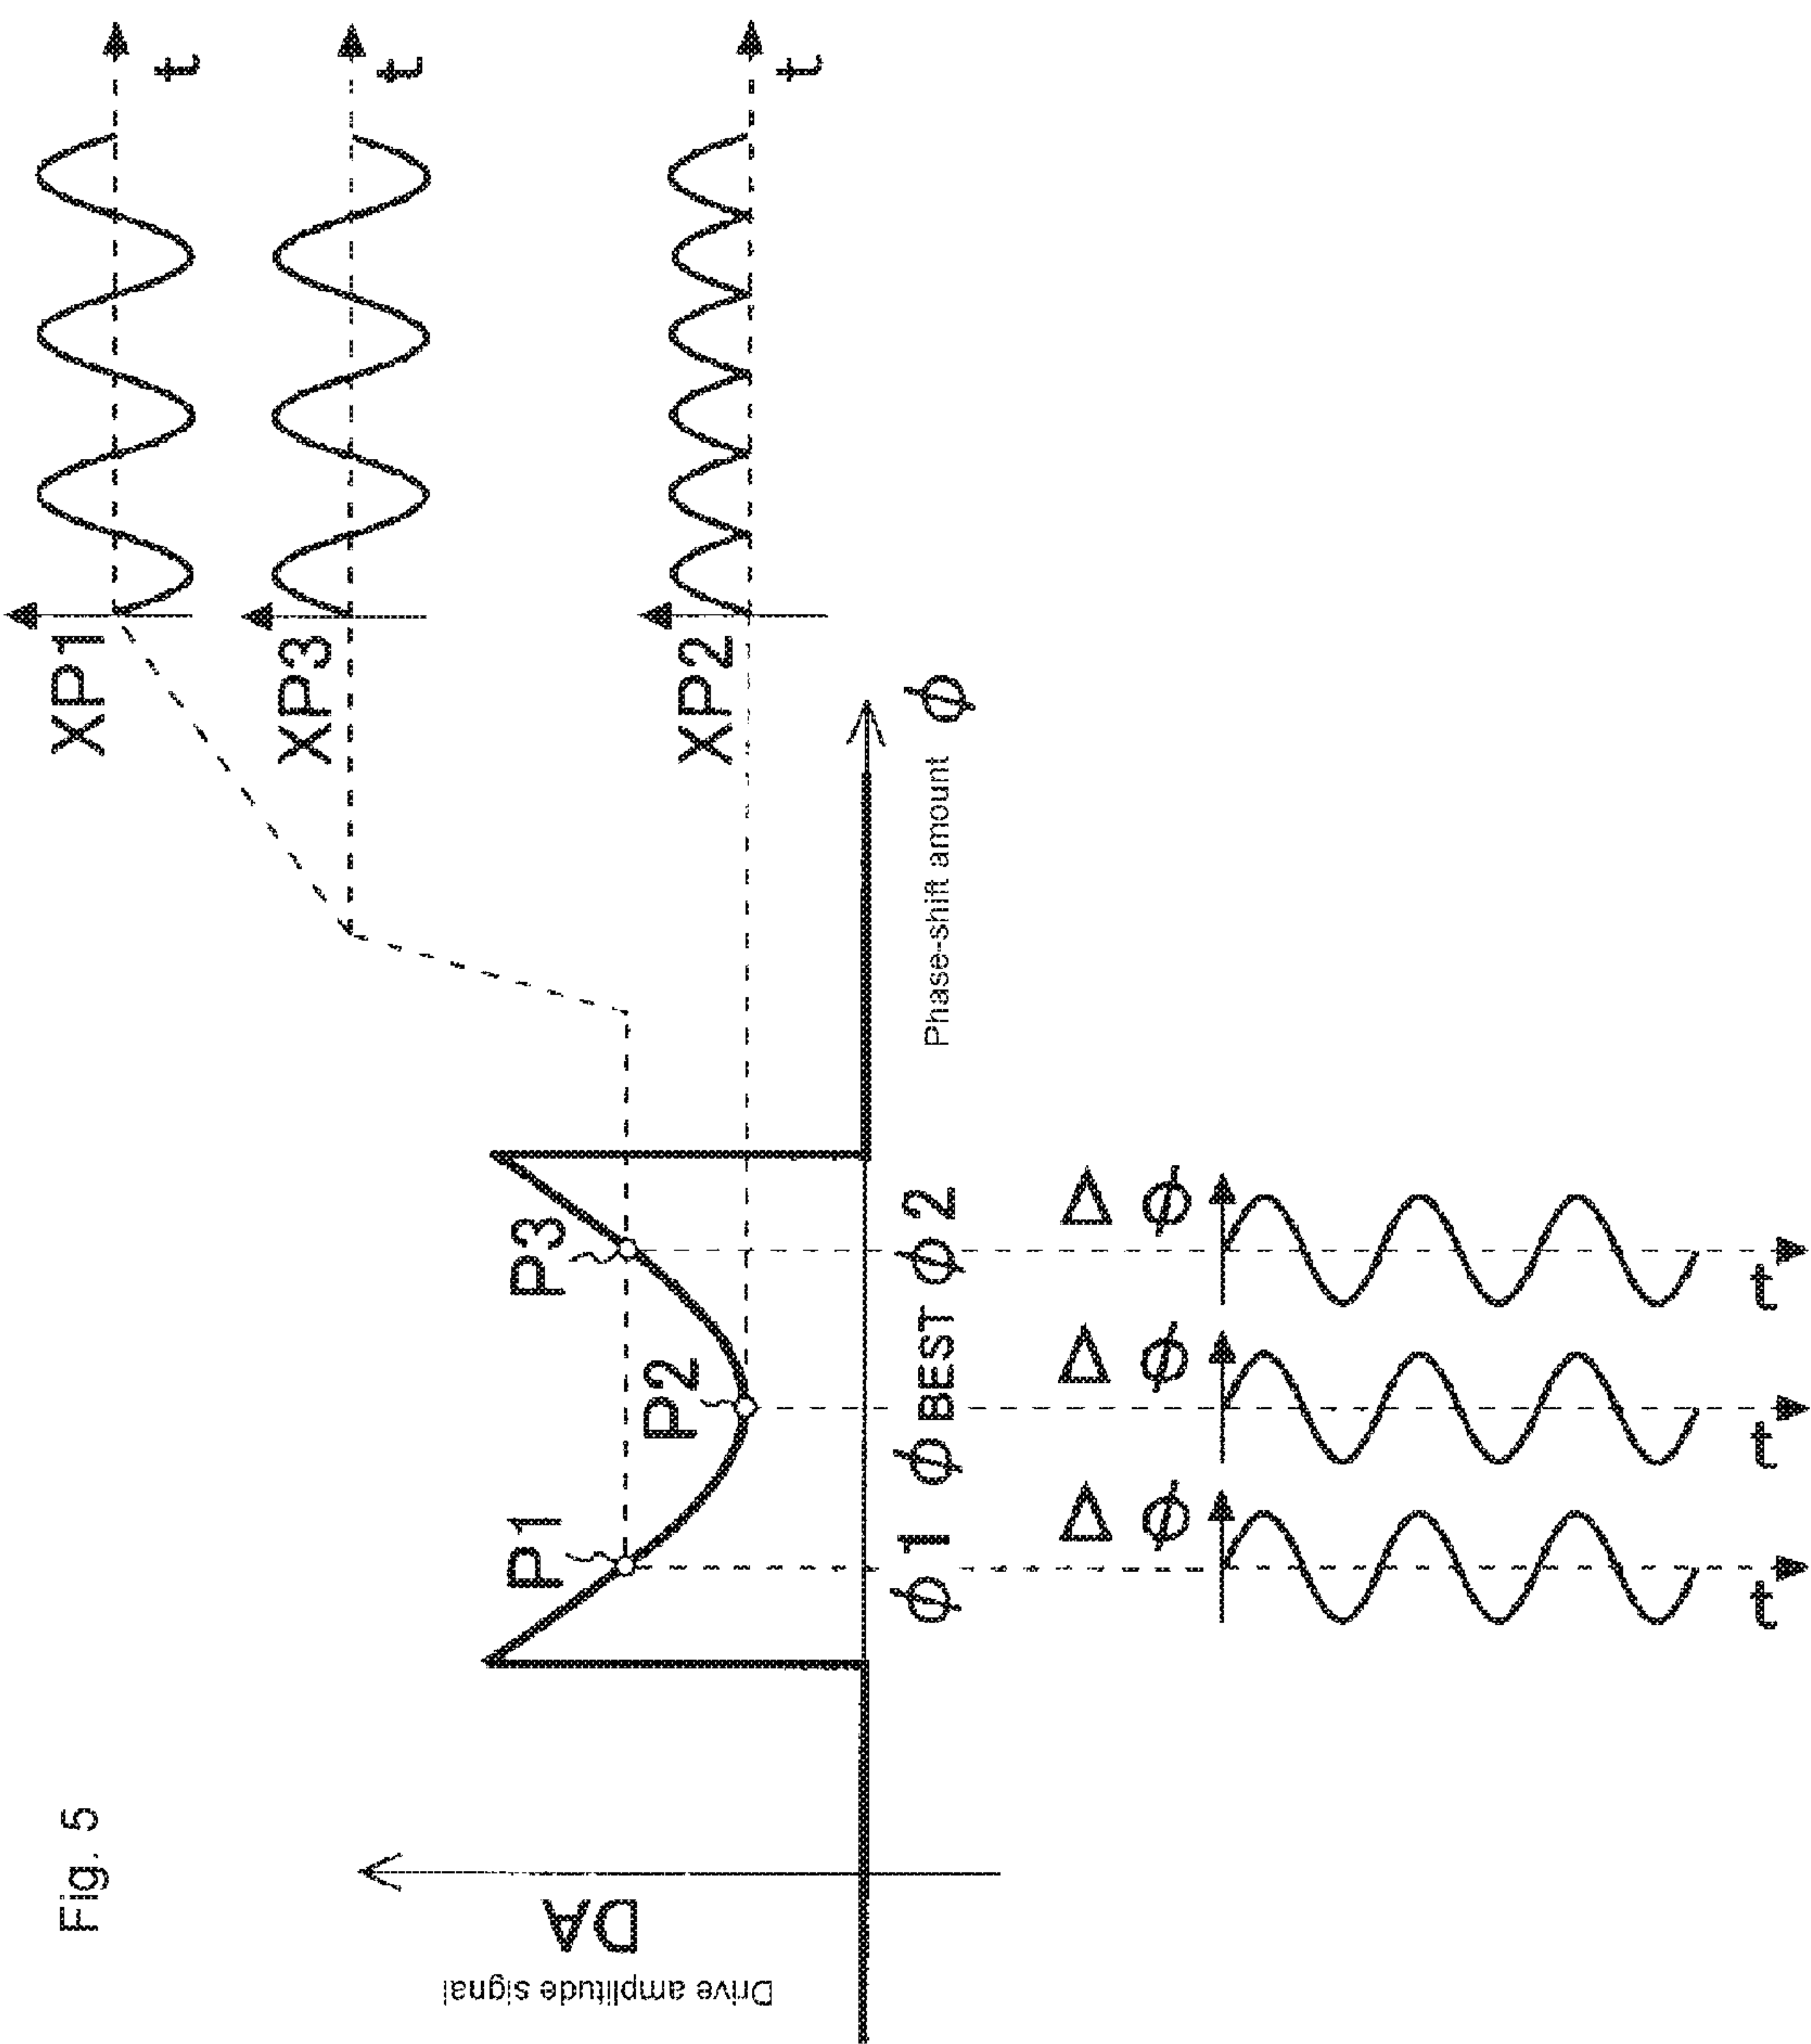 Fig. 5
XP1
t
XP3
t
XP2
t
DA
Drive amplitude signal
P1
P2
P3
ϕ
Phase-shift amount
ϕ1
ϕBEST
ϕ2
Δϕ
Δϕ
Δϕ
t
t
t